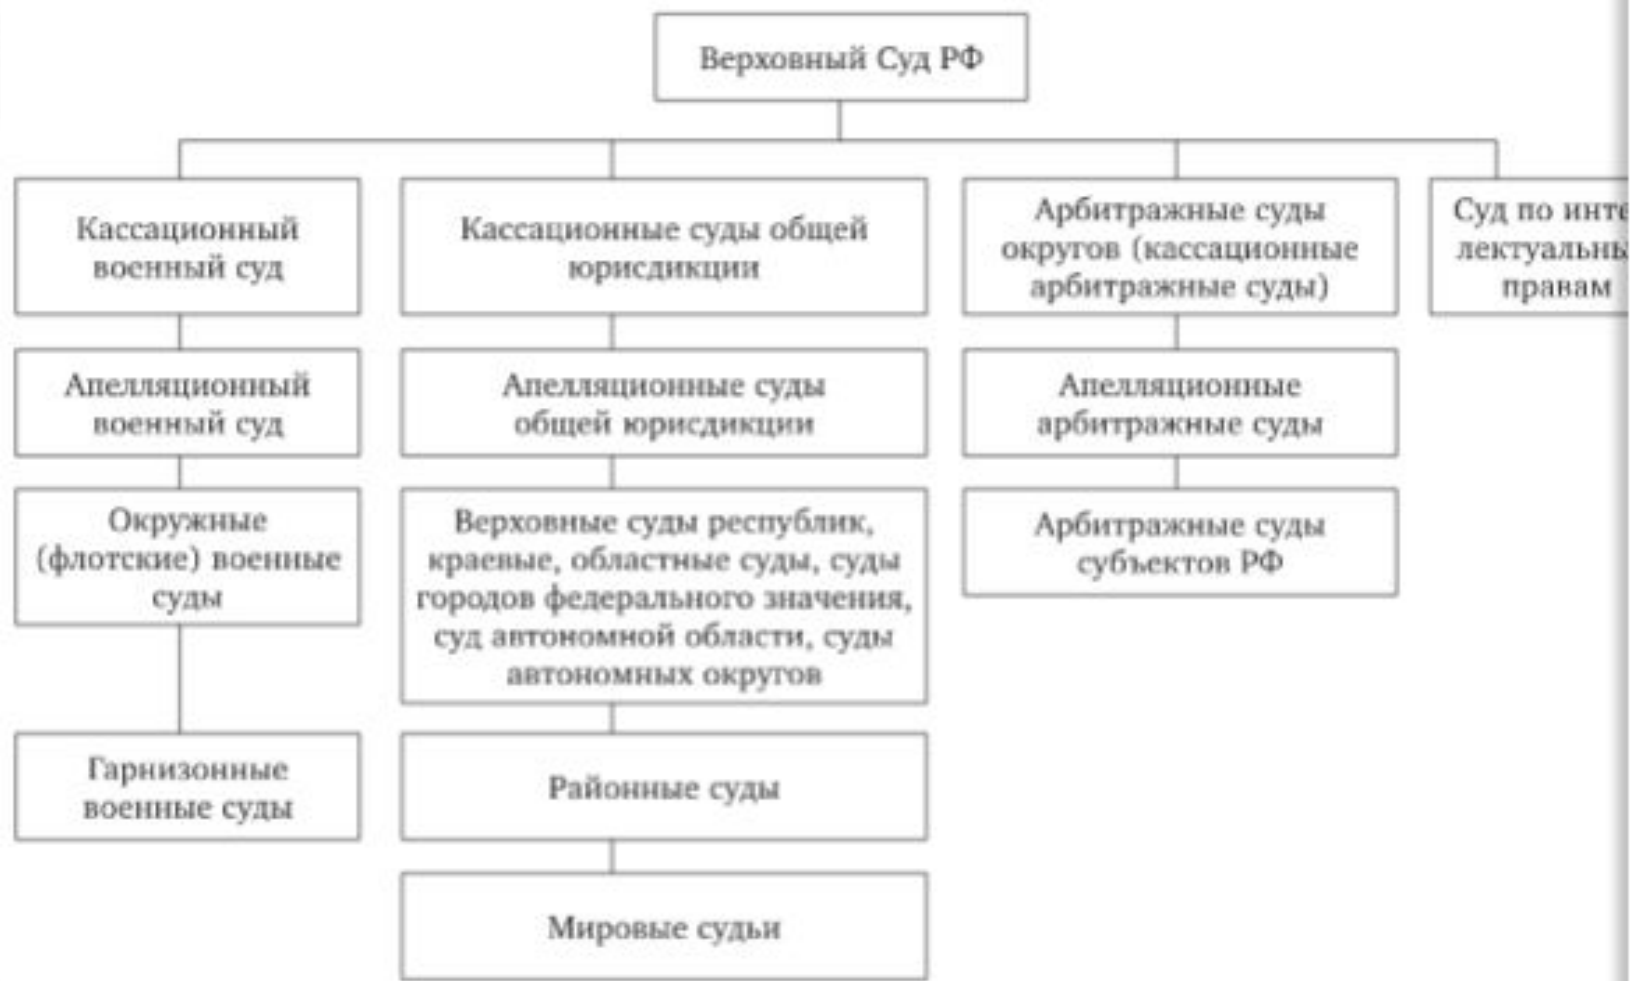 Верховный Суд РФ
Кассационный
военный суд
Кассационные суды общей
юрисдикции
Арбитражные суды
округов (кассационные
арбитражные суды)
Суд по инте
лектуальны
правам
Апелляционный
военный суд
Апелляционные суды
общей юрисдикции
Апелляционные
арбитражные суды
Окружные
(флотские) военные
суды
Верховные суды республик,
краевые, областные суды, суды
городов федерального значения,
суд автономной области, суды
автономных округов
Арбитражные суды
субъектов РФ
Гарнизонные
военные суды
Районные суды
Мировые судьи